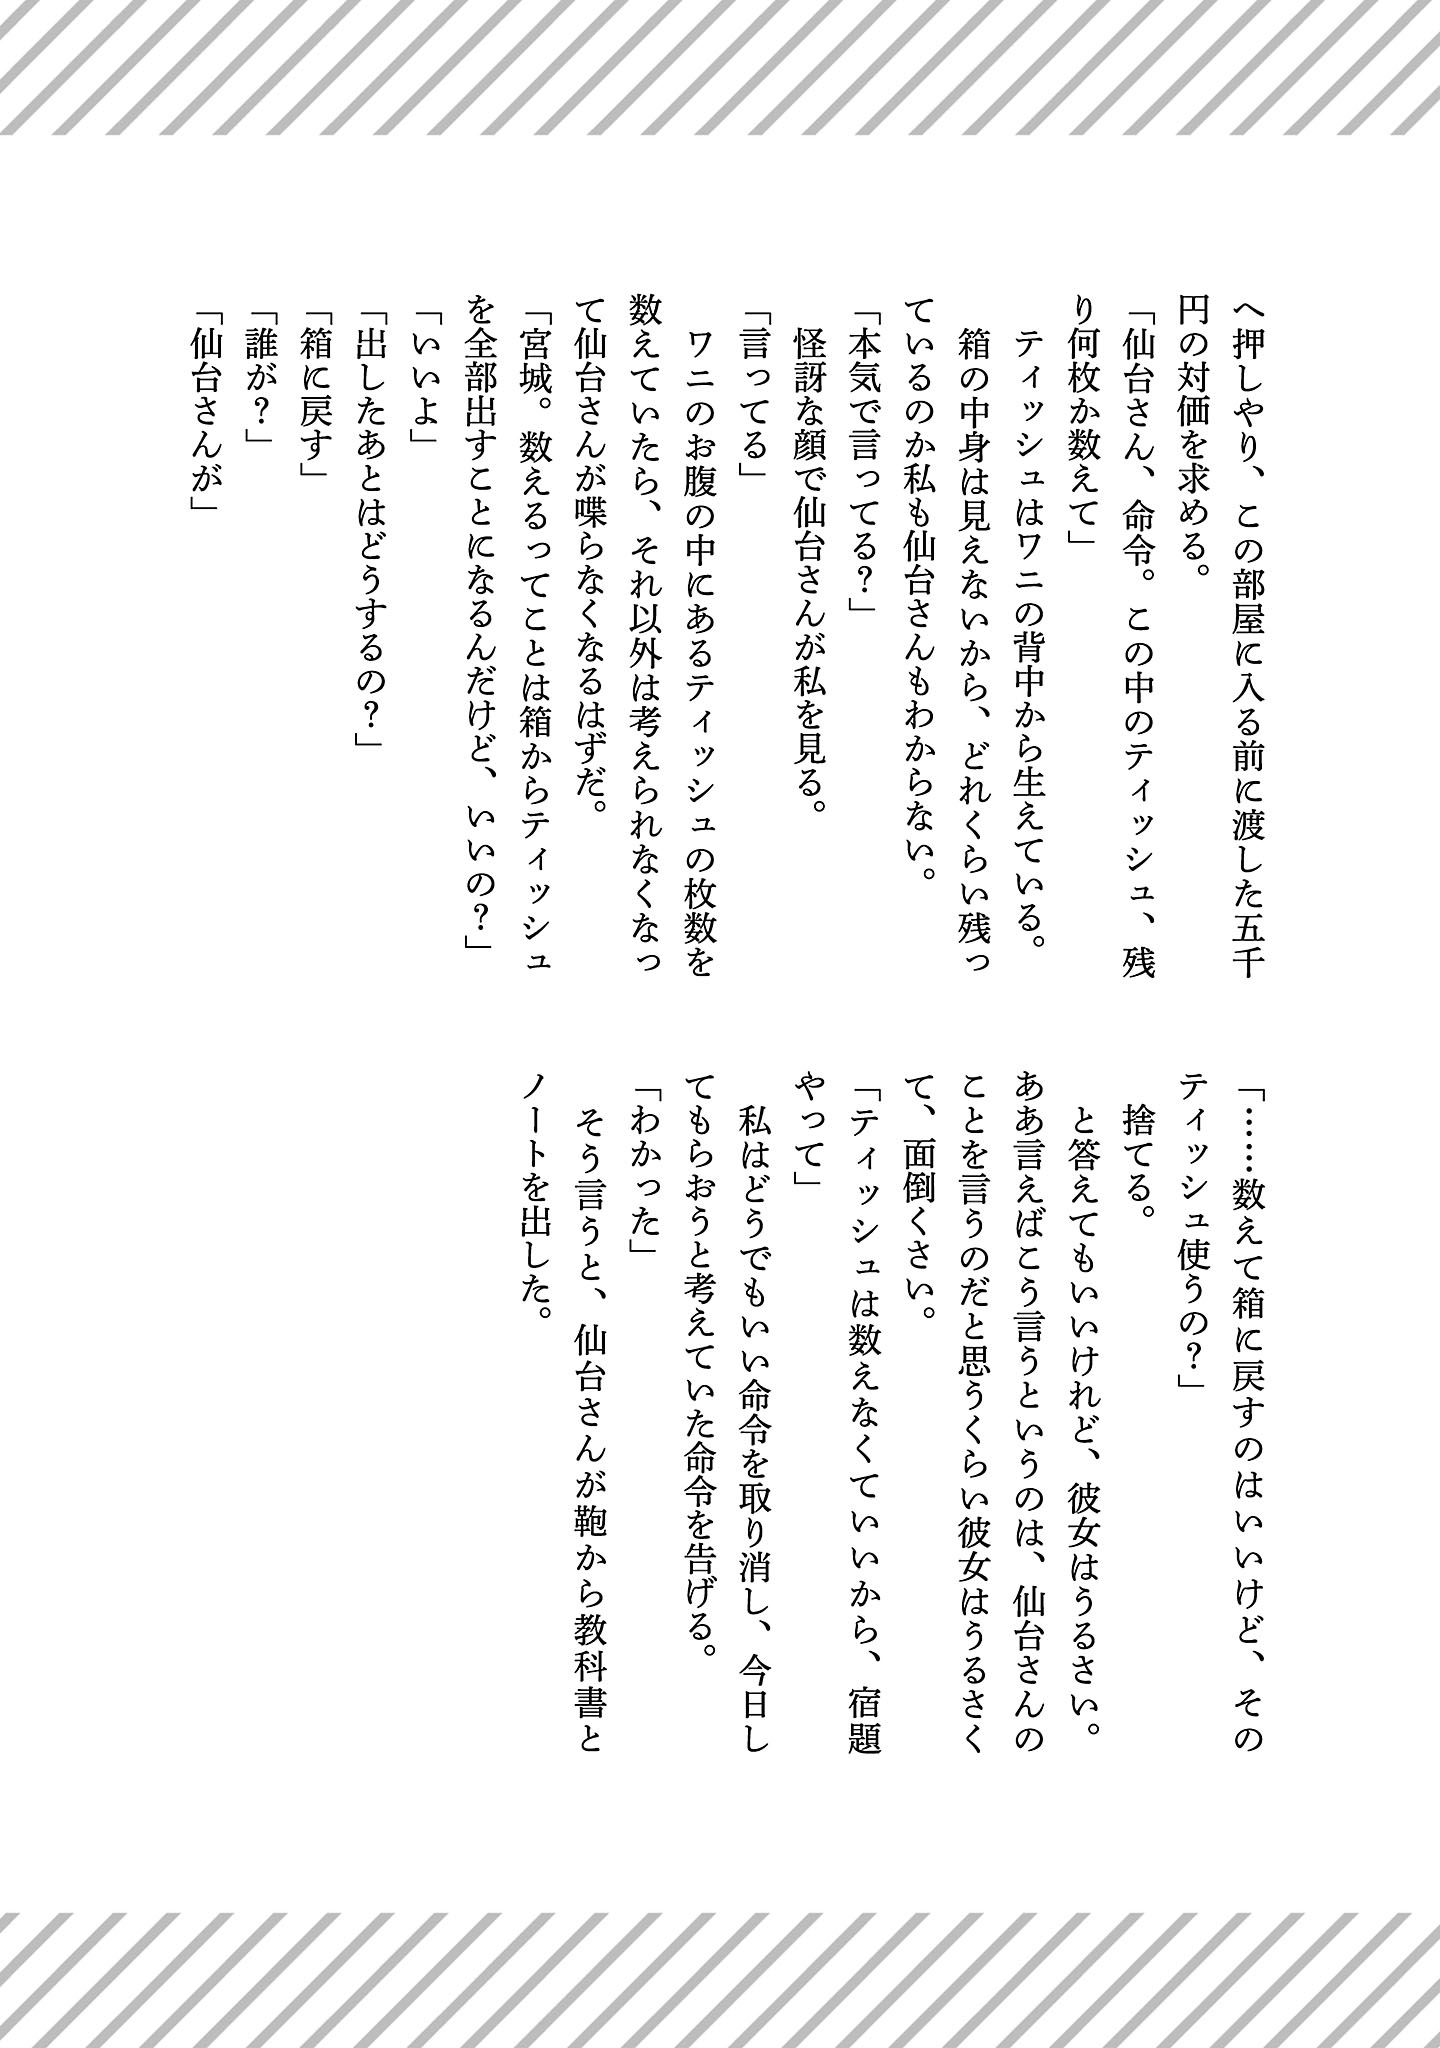 へ押しやり、この部屋に入る前に渡した五千
円の対価を求める。
「仙台さん、命令。この中のティッシュ、残
り何枚か数えて」
　ティッシュはワニの背中から生えている。
　箱の中身は見えないから、どれくらい残っ
ているのか私も仙台さんもわからない。
「本気で言ってる？」
　怪訝な顔で仙台さんが私を見る。
「言ってる」
　ワニのお腹の中にあるティッシュの枚数を
数えていたら、それ以外は考えられなくなっ
て仙台さんが喋らなくなるはずだ。
「宮城。数えるってことは箱からティッシュ
を全部出すことになるんだけど、いいの？」
「いいよ」
「出したあとはどうするの？」
「箱に戻す」
「誰が？」
「仙台さんが」
「……数えて箱に戻すのはいいけど、その
ティッシュ使うの？」
　捨てる。
　と答えてもいいけれど、彼女はうるさい。
ああ言えばこう言うというのは、仙台さんの
ことを言うのだと思うくらい彼女はうるさく
て、面倒くさい。
「ティッシュは数えなくていいから、宿題
やって」
　私はどうでもいい命令を取り消し、今日し
てもらおうと考えていた命令を告げる。
「わかった」
　そう言うと、仙台さんが鞄から教科書と
ノートを出した。